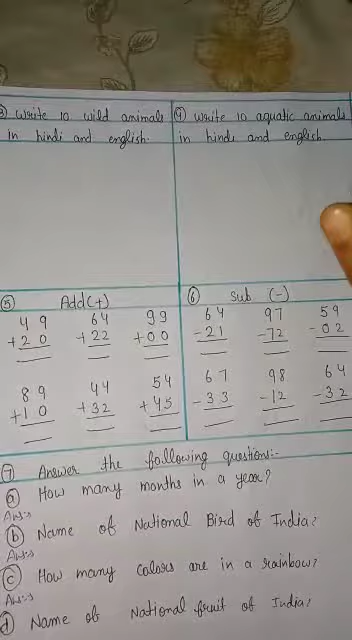 ③ Write 10 wild animals
in hindi and english.
④ Write 10 aquatic animals
in hindi and english.
⑤ Add(+)
49 64 99
+20 +22 +00
89 44 54
+10 +32 +45
⑥ Sub (-)
64 97 59
-21 -72 -02
67 98 64
-33 -12 -32
⑦ Answer the following questions:-
ⓐ How many months in a year?
Ans:→
ⓑ Name of National Bird of India?
Ans:→
ⓒ How many colors are in a rainbow?
Ans:→
ⓓ Name of National fruit of India?